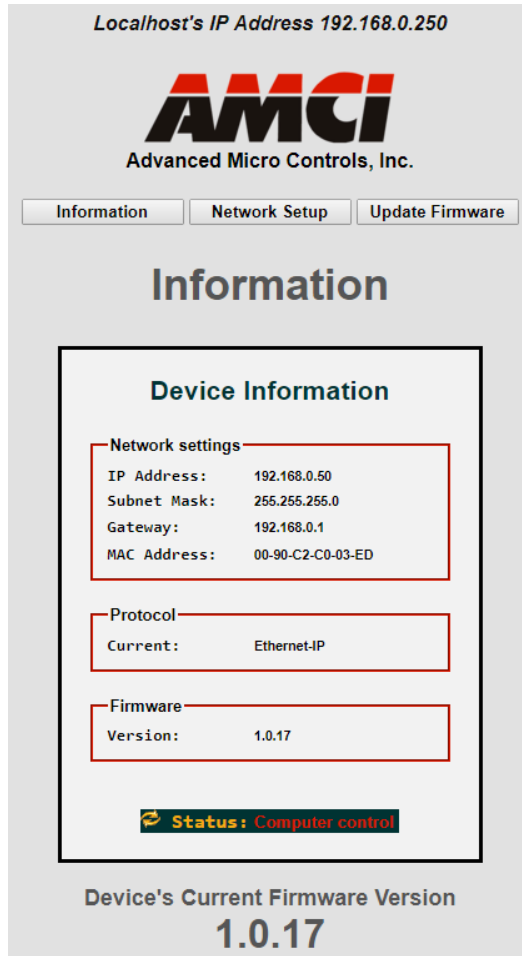 Localhost's IP Address 192.168.0.250
AMCI
Advanced Micro Controls, Inc.
Information Network Setup Update Firmware
Information
Device Information
Network settings
IP Address: 192.168.0.50
Subnet Mask: 255.255.255.0
Gateway: 192.168.0.1
MAC Address: 00-90-C2-C0-03-ED
Protocol
Current: Ethernet-IP
Firmware
Version: 1.0.17
Status: Computer control
Device's Current Firmware Version
1.0.17